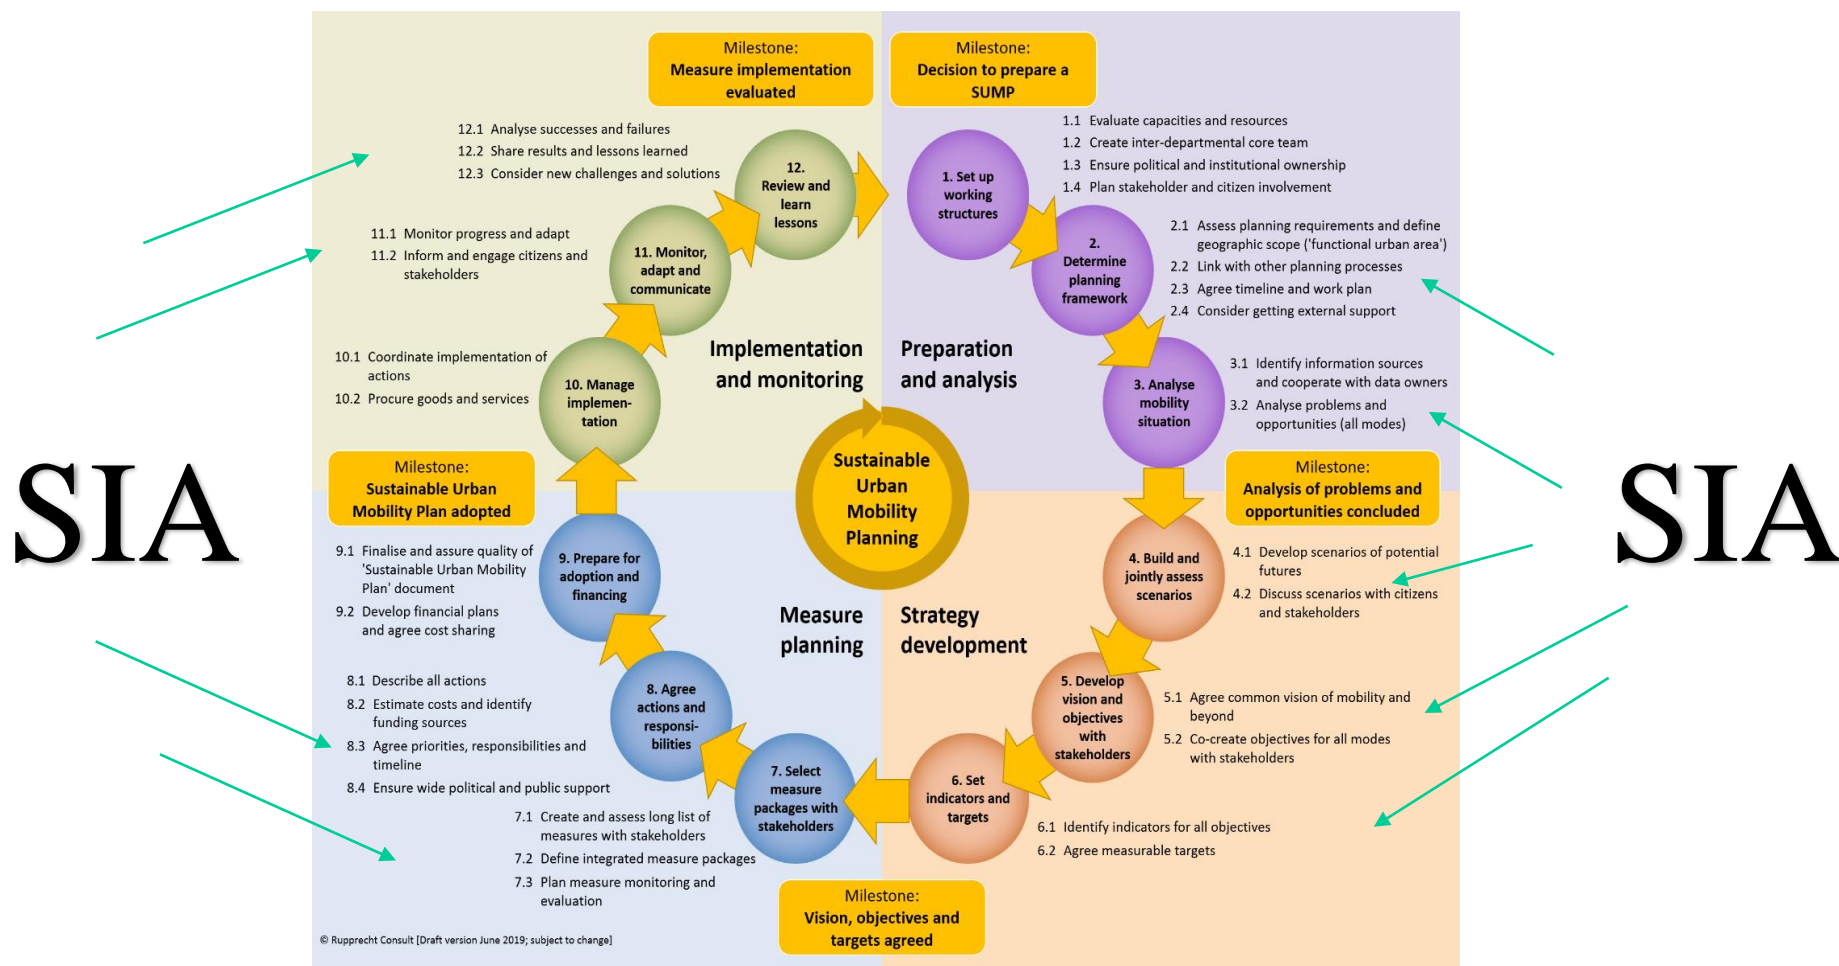 Milestone:
Measure implementation
evaluated
Milestone:
Decision to prepare a
SUMP
12.1 Analyse successes and failures
12.2 Share results and lessons learned
12.3 Consider new challenges and solutions
12.
Review and
learn
lessons
1. Set up
working
structures
1.1 Evaluate capacities and resources
1.2 Create inter-departmental core team
1.3 Ensure political and institutional ownership
1.4 Plan stakeholder and citizen involvement
11.1 Monitor progress and adapt
11.2 Inform and engage citizens and
stakeholders
11. Monitor,
adapt and
communicate
2.
Determine
planning
framework
2.1 Assess planning requirements and define
geographic scope ('functional urban area')
2.2 Link with other planning processes
2.3 Agree timeline and work plan
2.4 Consider getting external support
Implementation
and monitoring
Preparation
and analysis
10.1 Coordinate implementation of
actions
10.2 Procure goods and services
10. Manage
implemen-
tation
3. Analyse
mobility
situation
3.1 Identify information sources
and cooperate with data owners
3.2 Analyse problems and
opportunities (all modes)
SIA
Milestone:
Sustainable Urban
Mobility Plan adopted
Sustainable
Urban
Mobility
Planning
Milestone:
Analysis of problems and
opportunities concluded
SIA
9.1 Finalise and assure quality of
'Sustainable Urban Mobility
Plan' document
9.2 Develop financial plans
and agree cost sharing
9. Prepare for
adoption and
financing
4. Build and
jointly assess
scenarios
4.1 Develop scenarios of potential
futures
4.2 Discuss scenarios with citizens
and stakeholders
Measure
planning
Strategy
development
8.1 Describe all actions
8.2 Estimate costs and identify
funding sources
8.3 Agree priorities, responsibilities and
timeline
8.4 Ensure wide political and public support
8. Agree
actions and
responsi-
bilities
5. Develop
vision and
objectives
with
stakeholders
5.1 Agree common vision of mobility and
beyond
5.2 Co-create objectives for all modes
with stakeholders
7.1 Create and assess long list of
measures with stakeholders
7.2 Define integrated measure packages
7.3 Plan measure monitoring and
evaluation
7. Select
measure
packages with
stakeholders
6. Set
indicators and
targets
6.1 Identify indicators for all objectives
6.2 Agree measurable targets
Milestone:
Vision, objectives and
targets agreed
© Rupprecht Consult [Draft version June 2019; subject to change]